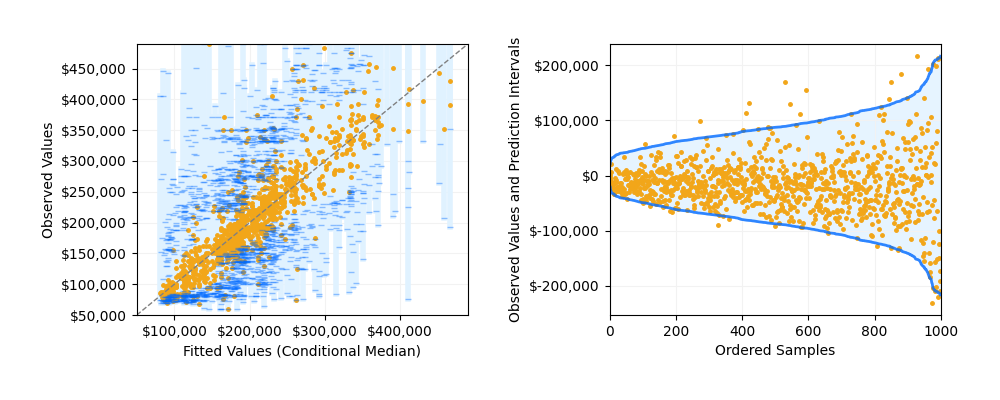 Observed Values
$450,000
$400,000
$350,000
$300,000
$250,000
$200,000
$150,000
$100,000
$50,000
$100,000 $200,000 $300,000 $400,000
Fitted Values (Conditional Median)
Observed Values and Prediction Intervals
$200,000
$100,000
$0
$-100,000
$-200,000
0 200 400 600 800 1000
Ordered Samples